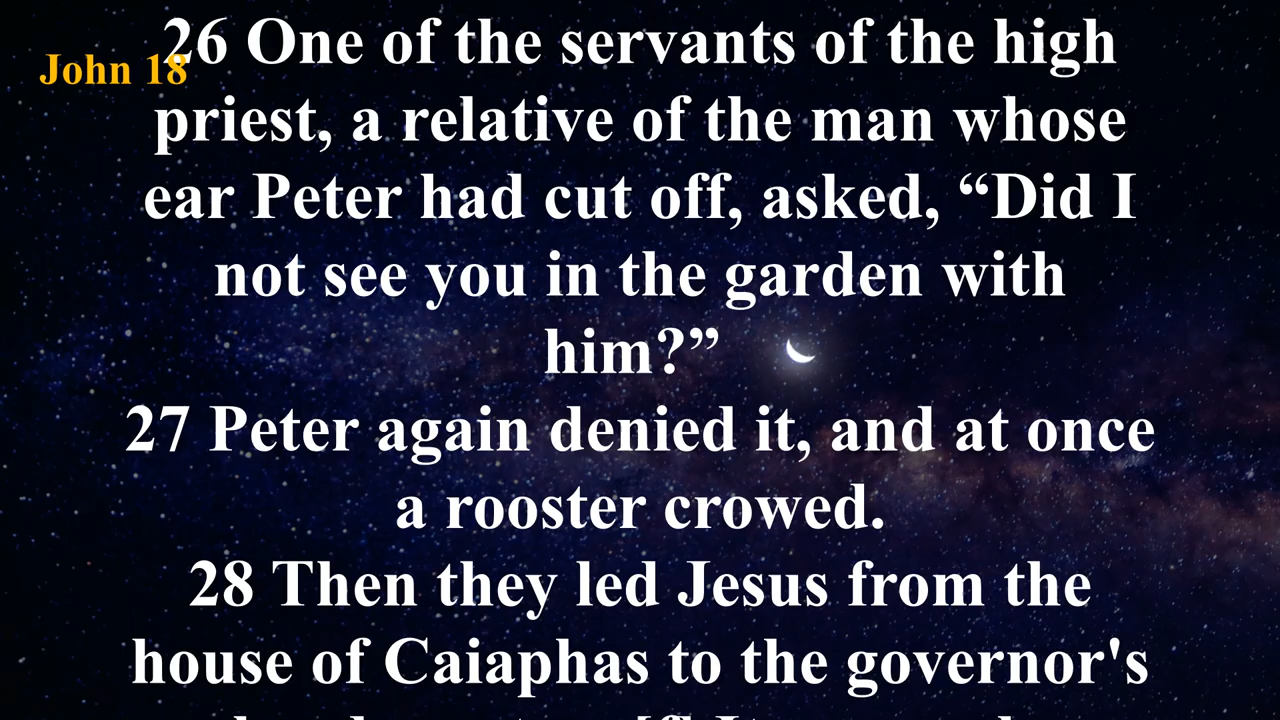 John 18
26 One of the servants of the high
priest, a relative of the man whose
ear Peter had cut off, asked, “Did I
not see you in the garden with
him?”
27 Peter again denied it, and at once
a rooster crowed.
28 Then they led Jesus from the
house of Caiaphas to the governor's